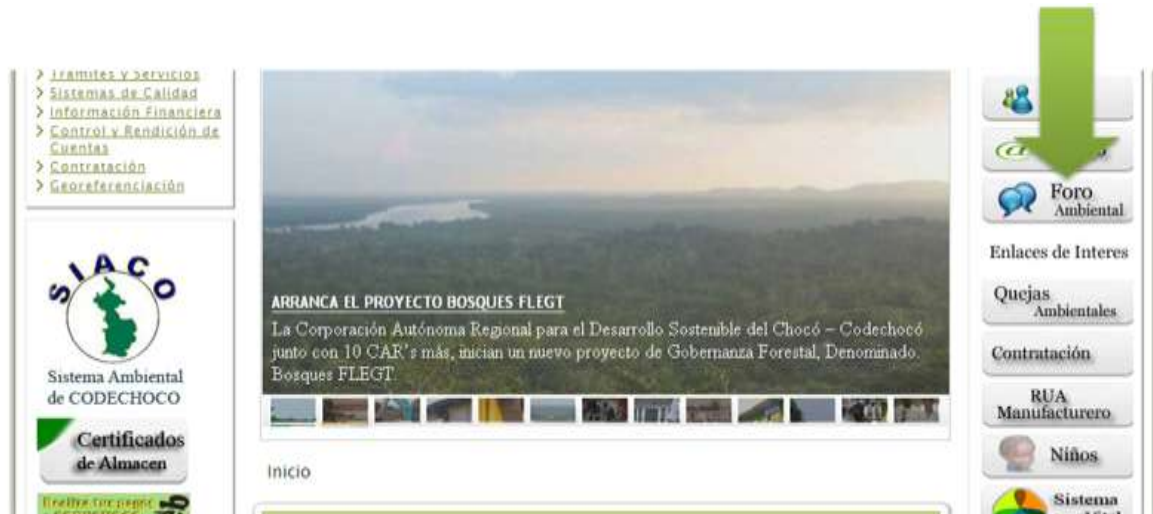 Trámites y Servicios
Sistemas de Calidad
Información Financiera
Control y Rendición de
Cuentas
Contratación
Georeferenciación
SIACO
Sistema Ambiental
de CODECHOCO
Certificados
de Almacen
ARRANCA EL PROYECTO BOSQUES FLEGT
La Corporación Autónoma Regional para el Desarrollo Sostenible del Chocó – Codechocó
junto con 10 CAR's más, inician un nuevo proyecto de Gobernanza Forestal, Denominado.
Bosques FLEGT.
Inicio
Foro
Ambiental
Enlaces de Interes
Quejas
Ambientales
Contratación
RUA
Manufacturero
Niños
Sistema